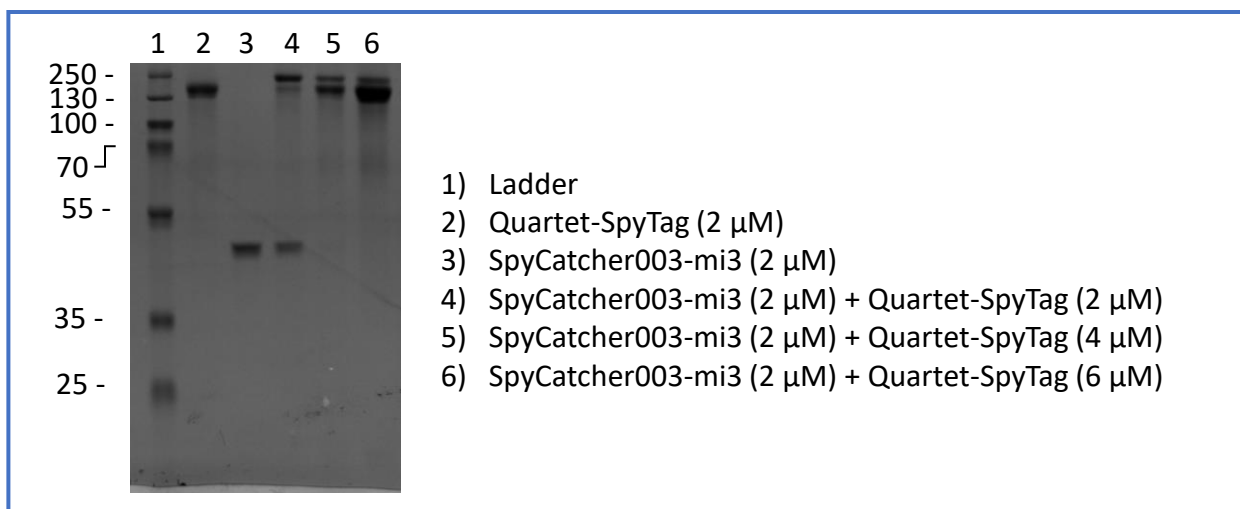 1 2 3 4 5 6
250 -
130 -
100 -
70
55 -
35 -
25 -
1) Ladder
2) Quartet-SpyTag (2 µM)
3) SpyCatcher003-mi3 (2 µM)
4) SpyCatcher003-mi3 (2 µM) + Quartet-SpyTag (2 µM)
5) SpyCatcher003-mi3 (2 µM) + Quartet-SpyTag (4 µM)
6) SpyCatcher003-mi3 (2 µM) + Quartet-SpyTag (6 µM)